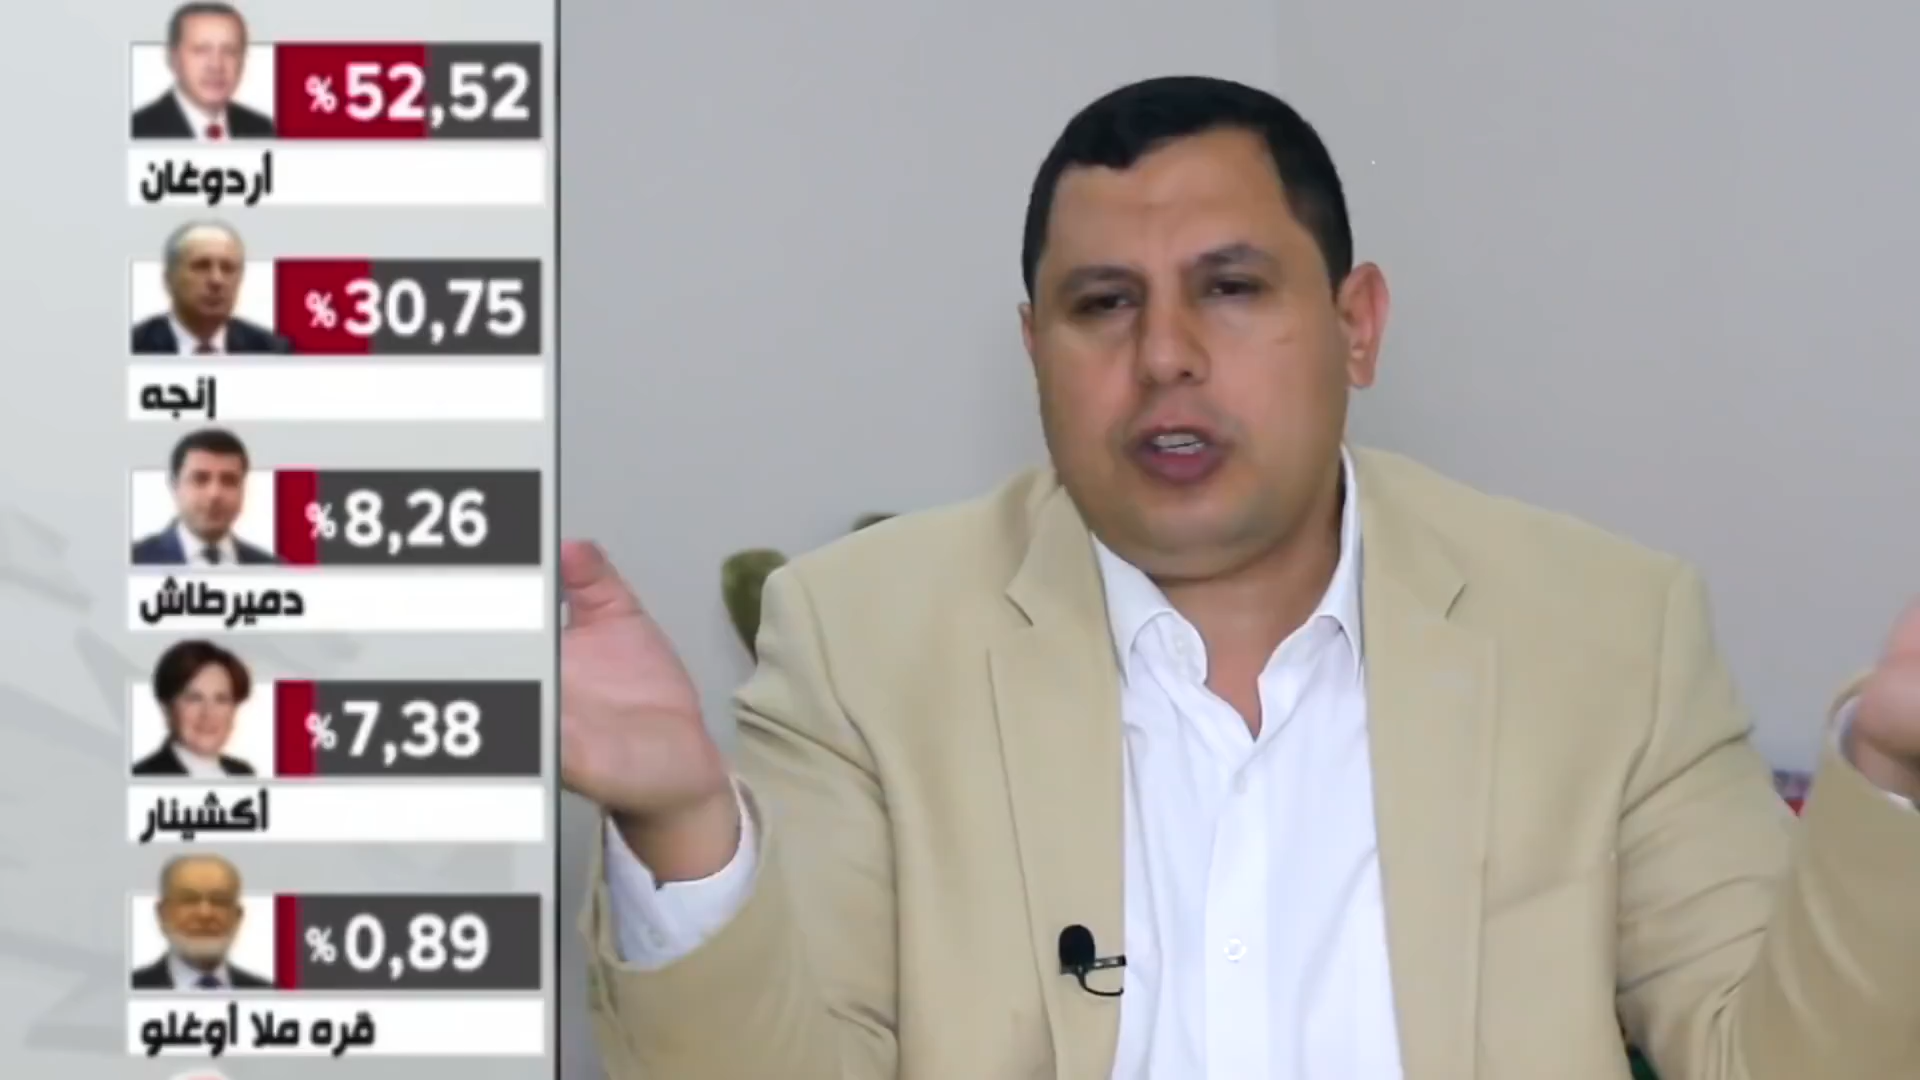 % 52,52
أردوغان
% 30,75
إنجه
% 8,26
دميرطاش
% 7,38
أكشينار
% 0,89
قره ملا أوغلو